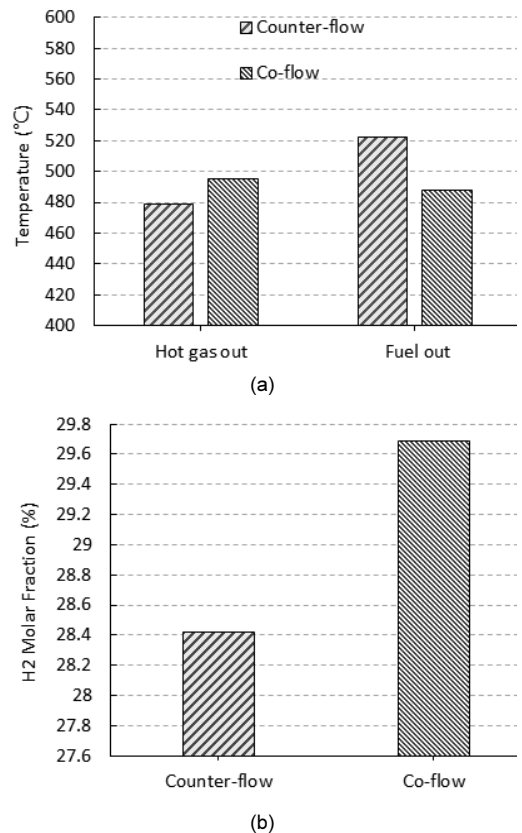 600
580
560
540
520
500
480
460
440
420
400
Temperature (℃)
Counter-flow
Co-flow
Hot gas out
Fuel out
(a)
29.8
29.6
29.4
29.2
29
28.8
28.6
28.4
28.2
28
27.8
27.6
H2 Molar Fraction (%)
Counter-flow
Co-flow
(b)